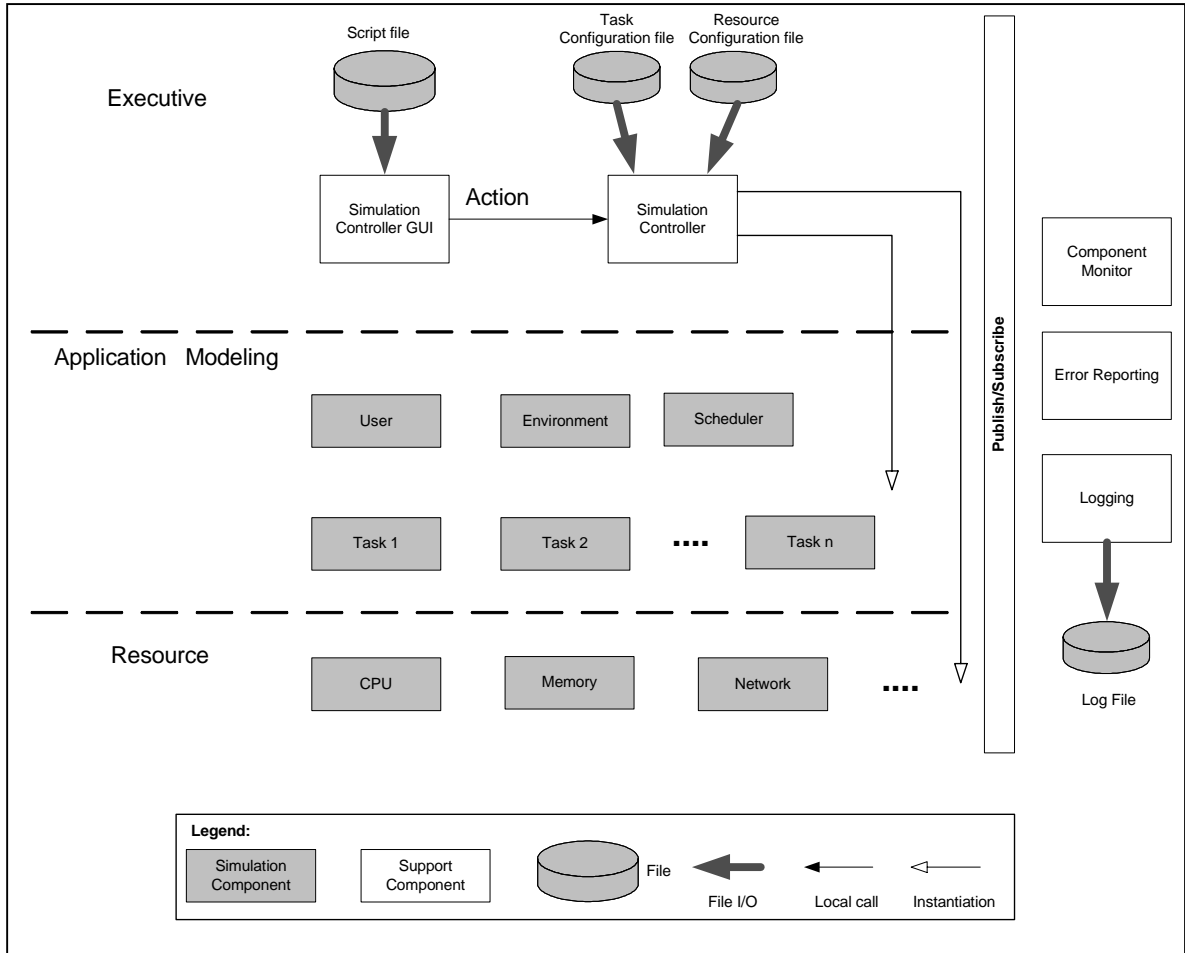 Script file
Task
Configuration file
Resource
Configuration file
Executive
Simulation
Controller GUI
Action
Simulation
Controller
Component
Monitor
Publish/Subscribe
Application Modeling
Error Reporting
User
Environment
Scheduler
Logging
Task 1
Task 2
....
Task n
Resource
CPU
Memory
Network
....
Log File
Legend:
Simulation
Component
Support
Component
File
File I/O
Local call
Instantiation